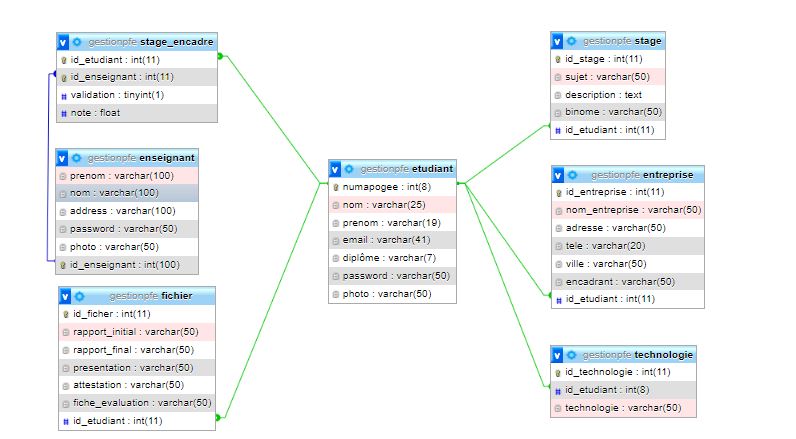 v gestionpfe stage_encadre
id_etudiant : int(11)
id_enseignant : int(11)
# validation : tinyint(1)
# note : float
v gestionpfe enseignant
prenom : varchar(100)
nom : varchar(100)
address : varchar(100)
password : varchar(50)
photo : varchar(50)
id_enseignant : int(100)
v gestionpfe fichier
id_ficher : int(11)
rapport_initial : varchar(50)
rapport_final : varchar(50)
presentation : varchar(50)
attestation : varchar(50)
fiche_evaluation : varchar(50)
# id_etudiant : int(11)
v gestionpfe etudiant
numapogee : int(8)
nom : varchar(25)
prenom : varchar(19)
email : varchar(41)
diplôme : varchar(7)
password : varchar(50)
photo : varchar(50)
v gestionpfe stage
id_stage : int(11)
sujet : varchar(50)
description : text
binome : varchar(50)
# id_etudiant : int(11)
v gestionpfe entreprise
id_entreprise : int(11)
nom_entreprise : varchar(50)
adresse : varchar(50)
tele : varchar(20)
ville : varchar(50)
encadrant : varchar(50)
# id_etudiant : int(11)
v gestionpfe technologie
id_technologie : int(11)
# id_etudiant : int(8)
technologie : varchar(50)